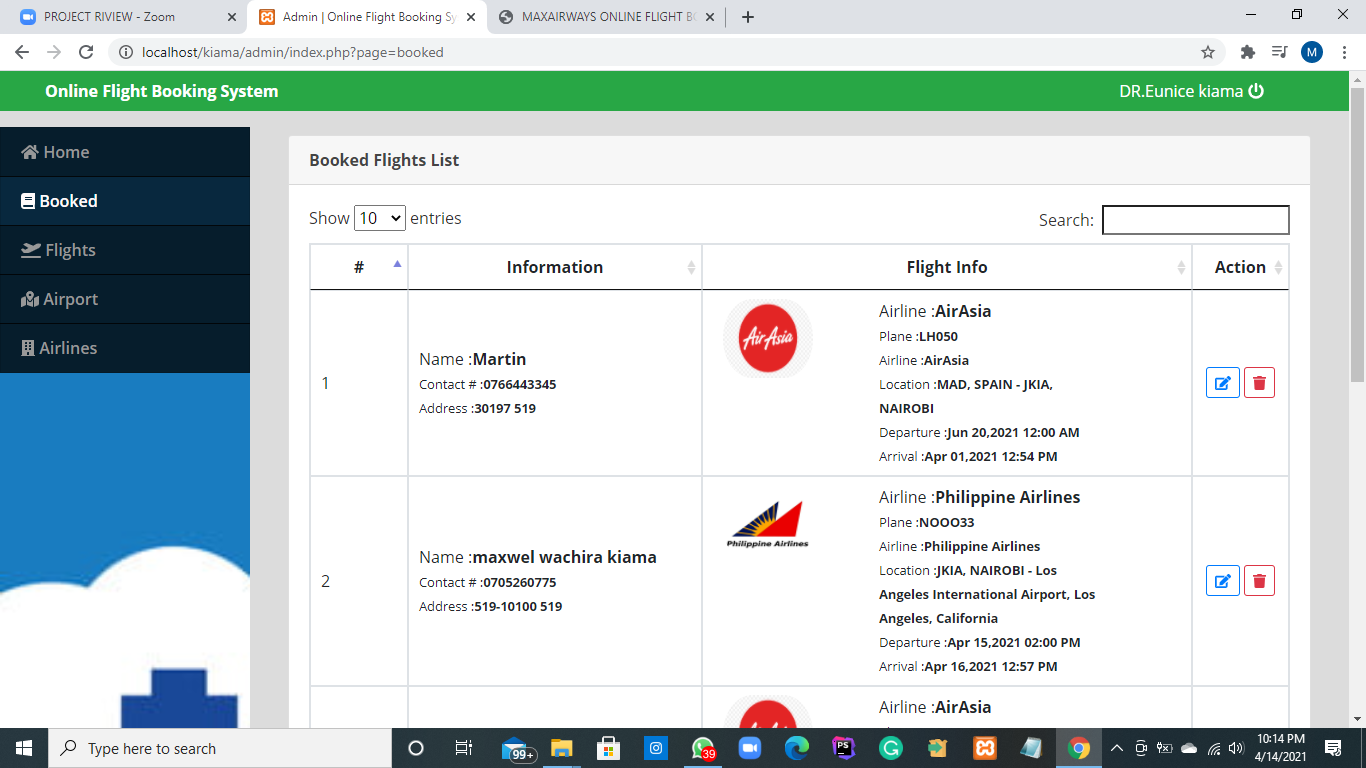 PROJECT RIVIEW - Zoom
Admin | Online Flight Booking Sy
MAXAIRWAYS ONLINE FLIGHT BO
localhost/kiama/admin/index.php?page=booked
M
Online Flight Booking System
DR.Eunice kiama
Home
Booked
Flights
Airport
Airlines
Booked Flights List
Show 10 entries
Search:
# Information Flight Info Action
1
Name :Martin
Contact # :0766443345
Address :30197 519
AirAsia
Airline :AirAsia
Plane :LH050
Airline :AirAsia
Location :MAD, SPAIN - JKIA,
NAIROBI
Departure :Jun 20,2021 12:00 AM
Arrival :Apr 01,2021 12:54 PM
2
Name :maxwel wachira kiama
Contact # :0705260775
Address :519-10100 519
Philippine Airlines
Airline :Philippine Airlines
Plane :NOOO33
Airline :Philippine Airlines
Location :JKIA, NAIROBI - Los
Angeles International Airport, Los
Angeles, California
Departure :Apr 15,2021 02:00 PM
Arrival :Apr 16,2021 12:57 PM
Airline :AirAsia
Type here to search
99+
39
PS
10:14 PM
4/14/2021